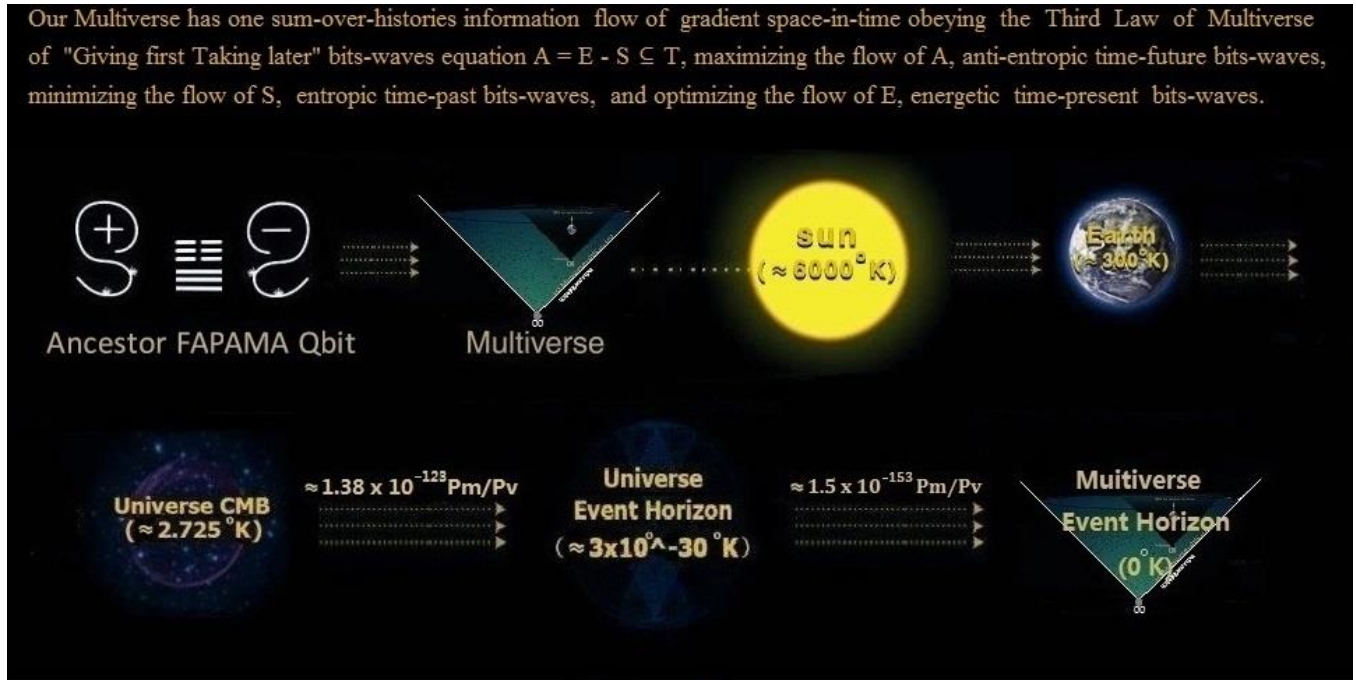 Our Multiverse has one sum-over-histories information flow of gradient space-in-time obeying the Third Law of Multiverse
of "Giving first Taking later" bits-waves equation A = E - S ⊆ T, maximizing the flow of A, anti-entropic time-future bits-waves,
minimizing the flow of S, entropic time-past bits-waves, and optimizing the flow of E, energetic time-present bits-waves.
sun
(≈ 6000°K)
Earth
(≈ 300°K)
Ancestor FAPAMA Qbit
Multiverse
Universe CMB
(≈ 2.725 °K)
≈ 1.38 x 10⁻¹²³ Pm/Pv
Universe
Event Horizon
(≈ 3x10^-30 °K)
≈ 1.5 x 10⁻¹⁵³ Pm/Pv
Muitiverse
Event Horizon
(0°K)